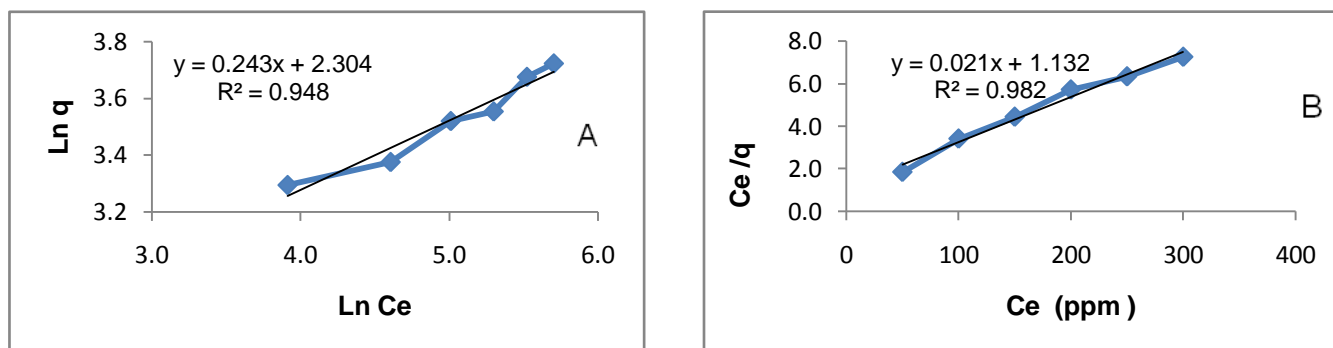 3.8
3.6
3.4
3.2
3.0
4.0
5.0
6.0
Ln q
Ln Ce
y = 0.243x + 2.304
R² = 0.948
A
8.0
6.0
4.0
2.0
0.0
0
100
200
300
400
Ce /q
Ce (ppm )
y = 0.021x + 1.132
R² = 0.982
B